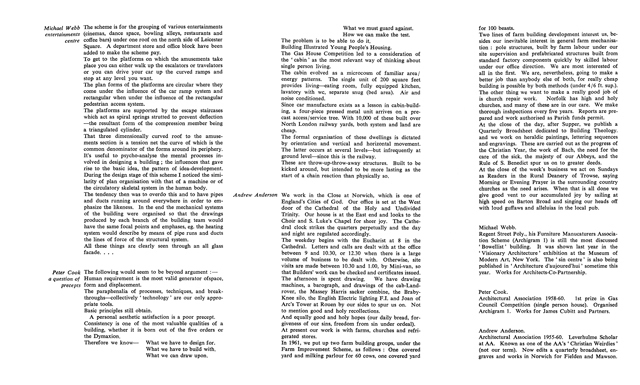 Michael Webb
entertainments
centre
The scheme is for the grouping of various entertainments
(cinemas, dance space, bowling alleys, restaurants and
coffee bars) under one roof on the north side of Leicester
Square. A department store and office block have been
added to make the scheme pay.
To get to the platforms on which the amusements take
place you can either walk up the escalators or travelators
or you can drive your car up the curved ramps and
stop at any level you want.
The plan forms of the platforms are circular where they
come under the influence of the car ramp system and
rectangular when under the influence of the rectangular
pedestrian access system.
The platforms are supported by the escape staircases
which act as spiral springs strutted to prevent deflection
—the resultant form of the compression member being
a triangulated cylinder.
That three dimensionally curved roof to the amuse-
ments section is a tension net the curve of which is the
common denominator of the forms around in periphery.
It's useful to psycho-analyse the mental processes in-
volved in designing a building ; the influences that gave
rise to the basic idea, the pattern of idea-development.
During the design stage of this scheme I noticed the simi-
larity of plan organisation with that of a machine or of
the circulatory skeletal system in the human body.
The tendency then was to overdo this and to have pipes
and ducts running around everywhere in order to em-
phasize the likeness. In the end the mechanical systems
of the building were organised so that the drawings
produced by each branch of the building team would
have the same focal points and emphases, eg. the heating
system would describe by means of pipe runs and ducts
the lines of force of the structural system.
All these things are clearly seen through an all glass
facade. . . .
Peter Cook
a question of
precepts
The following would seem to be beyond argument :—
Human requirement is the most valid generator of space,
form and displacement.
The paraphenalia of processes, techniques, and break-
throughs—collectively ' technology ' are our only appro-
priate tools.
Basic principles still obtain.
A personal aesthetic satisfaction is a poor precept.
Consistency is one of the most valuable qualities of a
building, whether it is born out of the five orders or
the Dymaxion.
Therefore we know— What we have to design for.
What we have to build with,
What we can draw upon.
What we must guard against.
How we can make the test.
The problem is to be able to do it.
Building Illustrated Young People's Housing.
The Gas House Competition led to a consideration of
the ' cabin ' as the most relevant way of thinking about
single person living.
The cabin evolved as a microcosm of familiar area/
energy patterns. The single unit of 200 square feet
provides living—eating room, fully equipped kitchen,
lavatory with wc, separate snug (bed area). Air and
noise conditioned.
Since car manufacture exists as a lesson in cabin-build-
ing, a four-piece pressed metal unit arrives on a pre-
cast access/service tree. With 10,000 of these built over
North London railway yards, both system and land are
cheap.
The formal organisation of these dwellings is dictated
by orientation and vertical and horizontal movement.
The latter occurs at several levels—but infrequently at
ground level—since this is the railway.
These are throw-up-throw-away structures. Built to be
kicked around, but intended to be more lasting as the
start of a chain reaction than physically so.
Andrew Anderson
We work in the Close at Norwich, which is one of
England's Cities of God. Our office is set at the West
door of the Cathedral of the Holy and Undivided
Trinity. Our house is at the East end and looks to the
Choir and S. Luke's Chapel for sheer joy. The Cathe-
dral clock strikes the quarters perpetually and the day
and night are regulated accordingly.
The weekday begins with the Eucharist at 8 in the
Cathedral. Letters and calls are dealt with at the office
between 9 and 10.30, or 12.30 when there is a large
volume of business to be dealt with. Otherwise, site
visits are made between 10.30 and 1.00, by Mini-car, so
that Builders' work can be checked and certificates issued.
The afternoon is spent drawing. We have drawing
machines, a barograph, and drawings of the cab-Land-
rover, the Massey Harris sacker combine, the Braby-
Knee silo, the English Electric lighting F.I. and Joan of
Arc's Tower at Rouen by our sides to spur us on. Not
to mention good and holy recollections.
And equally good and holy hopes (our daily bread, for-
giveness of our sins, freedom from sin under ordeal).
At present our work is with farms, churches and refri-
gerated stores.
In 1961, we put up two farm building groups, under the
Farm Improvement Scheme, as follows : One covered
yard and milking parlour for 60 cows, one covered yard
for 100 beasts.
Two lines of farm building development interest us, be-
sides our inevitable interest in general farm mechanisa-
tion : pole structures, built by farm labour under our
site supervision and prefabricated structures built from
standard factory components quickly by skilled labour
under our office direction. We are most interested of
all in the first. We are, nevertheless, going to make a
better job than anybody else of both, for really cheap
building is possible by both methods (under 4/6 ft. sup.).
The other thing we want to make a really good job of
is church repair work. Norfolk has high and holy
churches, and many of these are in our care. We make
thorough inshpections every five years. Reports are pre-
pared and work authorised as Parish funds permit.
At the close of the day, after Supper, we publish a
Quarterly Broadsheet dedicated to Building Theology.
and we work on heraldic paintings, lettering sequences
and engravings. These are carried out as the progress of
the Christian Year, the work of Bach, the need for the
care of the sick, the majesty of our Abbeys, and the
Rule of S. Benedict spur us on to greater deeds.
At the close of the week's business we act on Sundays
as Readers in the Rural Deanery of Trowse, saying
Morning or Evening Prayer in the surrounding country
churches as the need arises. When that is all done we
give good vent to our accumulated joy by sailing at
high speed on Barton Broad and singing our heads off
with loud guffaws and alleluias in the local pub.
Michael Webb.
Regent Street Poly., his Furniture Manufacturers Associa-
tion Scheme (Archigram 1) is still the most discussed
' Bowellist ' building. It was shown last year in the
' Visionary Architecture ' exhibition at the Museum of
Modern Art, New York. The ' sin centre ' is also being
published in ' Architecture d'aujourd'hui ' sometime this
year. Works for Architects-Co-Partnership.
Peter Cook.
Architectural Association 1958-60. 1st prize in Gas
Council Competition (single person house). Organised
Archigram 1. Works for James Cubitt and Partners.
Andrew Anderson.
Architectural Association 1955-60. Leverhulme Scholar
at AA. Known as one of the AA's ' Christian Weirdies '
(not our term). Now edits a quarterly broadsheet, en-
graves and works in Norwich for Feilden and Mawson.